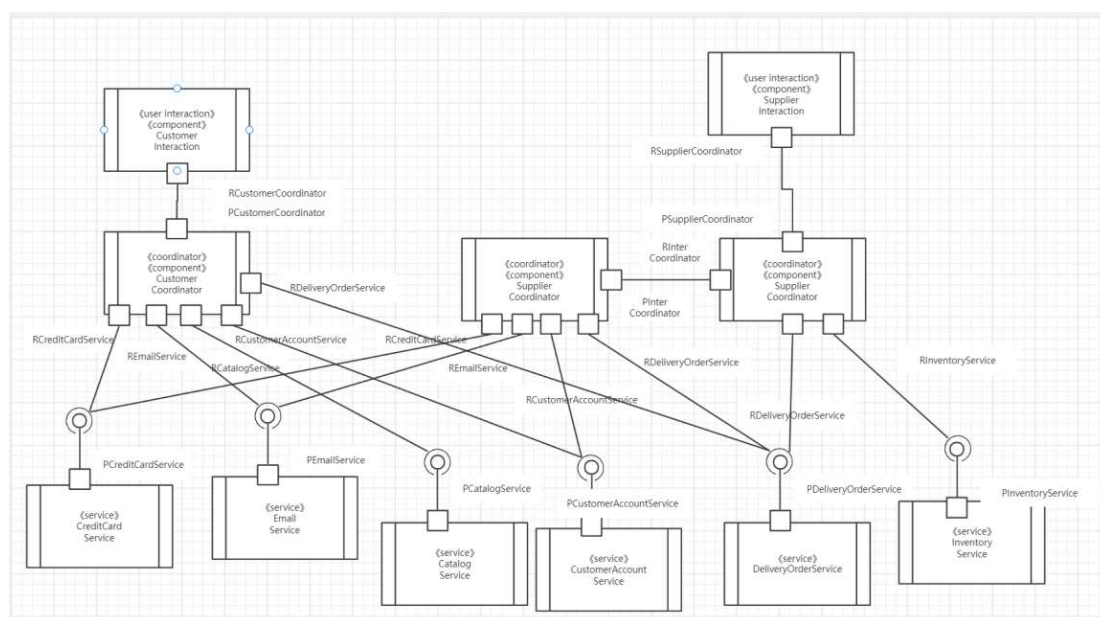 《user interaction》
《component》
Customer
Interaction
《user interaction》
《component》
Supplier
Interaction
RSupplierCoordinator
RCustomerCoordinator
PCustomerCoordinator
PSupplierCoordinator
《coordinator》
《component》
Customer
Coordinator
RDeliveryOrderService
《coordinator》
《component》
Supplier
Coordinator
RInter
Coordinator
PInter
Coordinator
《coordinator》
《component》
Supplier
Coordinator
RCreditCardService
REmailService
RCatalogService
RCustomerAccountService
RCreditCardService
REmailService
RCustomerAccountService
RDeliveryOrderService
RDeliveryOrderService
RInventoryService
PCreditCardService
PEmailService
PCatalogService
PCustomerAccountService
PDeliveryOrderService
PInventoryService
《service》
CreditCard
Service
《service》
Email
Service
《service》
Catalog
Service
《service》
CustomerAccount
Service
《service》
DeliveryOrderService
《service》
Inventory
Service